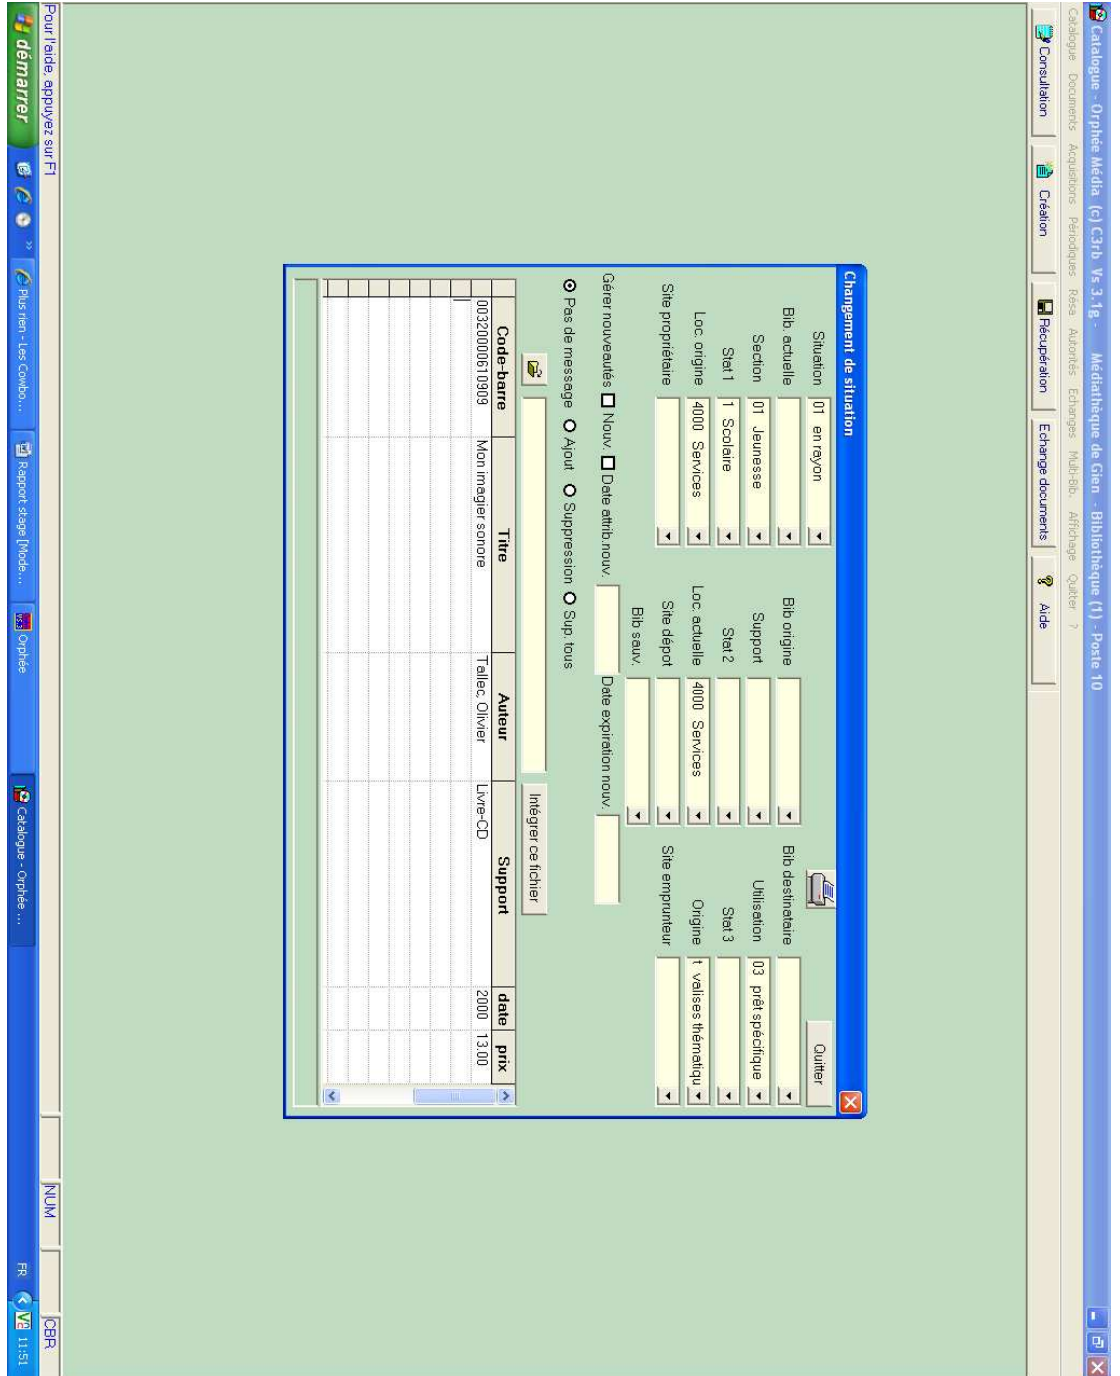 Catalogue - Orphée Média (c) C3rb Vs 3.1g - Médiathèque de Gien - Bibliothèque (1) - Poste 10
Catalogue Documents Acquisitions Périodiques Résa Autorités Echanges Multi-Bib. Affichage Quitter ?
Consultation Création Récupération Echange documents Aide
Changement de situation
Situation 01 en rayon Quitter
Bib. actuelle Bib origine Bib destinataire
Section 01 Jeunesse Support Utilisation 03 prêt spécifique
Stat 1 1 Scolaire Stat 2 Stat 3
Loc. origine 4000 Services Loc. actuelle 4000 Services Origine t valises thématiqu
Site propriétaire Site dépot Site emprunteur
Bib sauv.
Gérer nouveautés Nouv. Date attrib.nouv. Date expiration nouv.
Pas de message Ajout Suppression Sup. tous
Intégrer ce fichier
Code-barre Titre Auteur Support date prix
00320000610909 Mon imagier sonore Tallec, Olivier Livre-CD 2000 13.00
Pour l'aide, appuyez sur F1 NUM CBR
démarrer » Plus rien - Les Cowbo... Rapport stage [Mode... Orphée Catalogue - Orphée ... FR 11:51